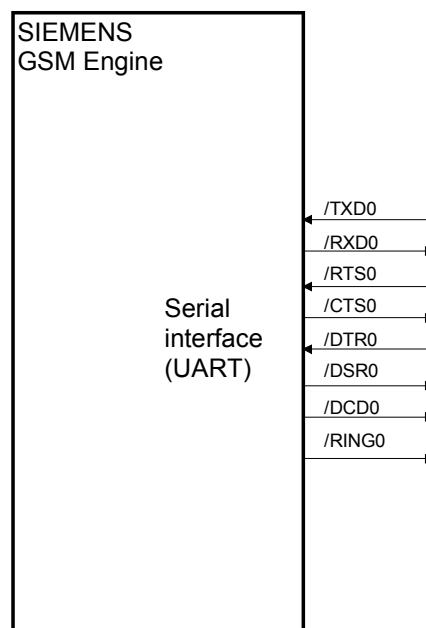 SIEMENS
GSM Engine
/TXD0
/RXD0
/RTS0
Serial
interface
(UART)
/CTS0
/DTR0
/DSR0
/DCD0
/RING0